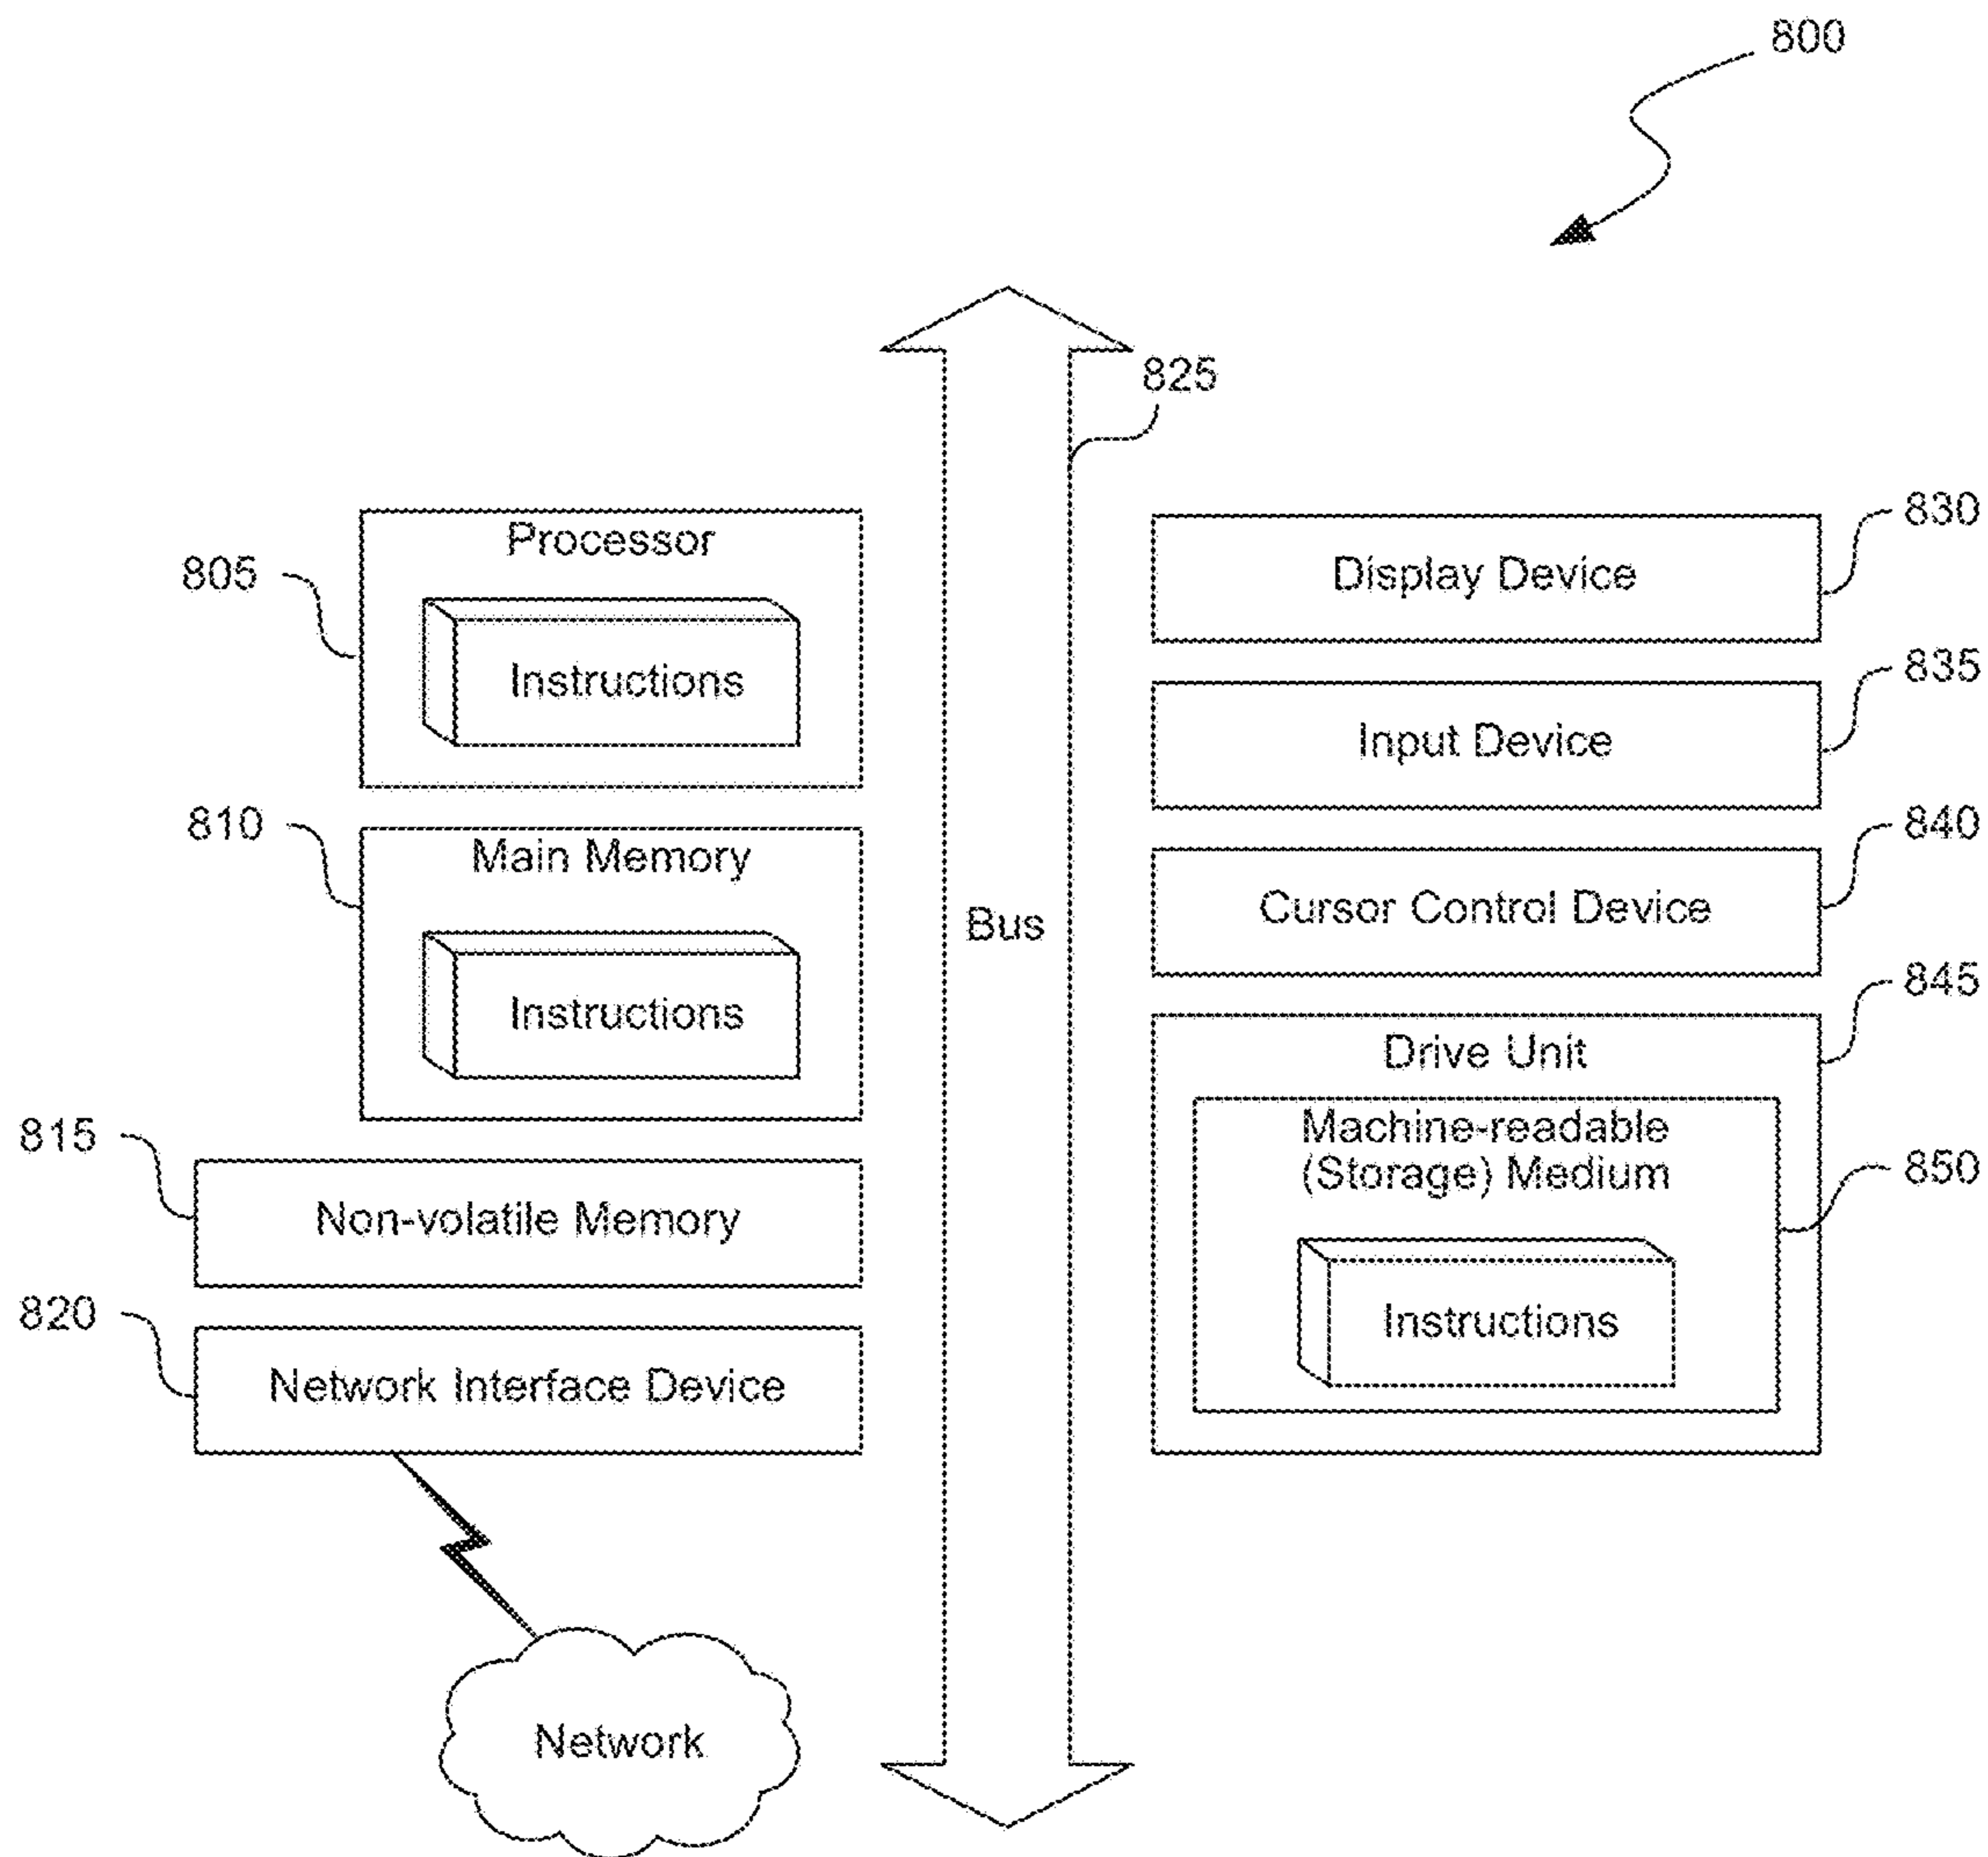 800
825
Processor
805
Instructions
810
Main Memory
Instructions
815
Non-volatile Memory
820
Network Interface Device
Network
Bus
830
Display Device
835
Input Device
840
Cursor Control Device
845
Drive Unit
Machine-readable
(Storage) Medium
850
Instructions